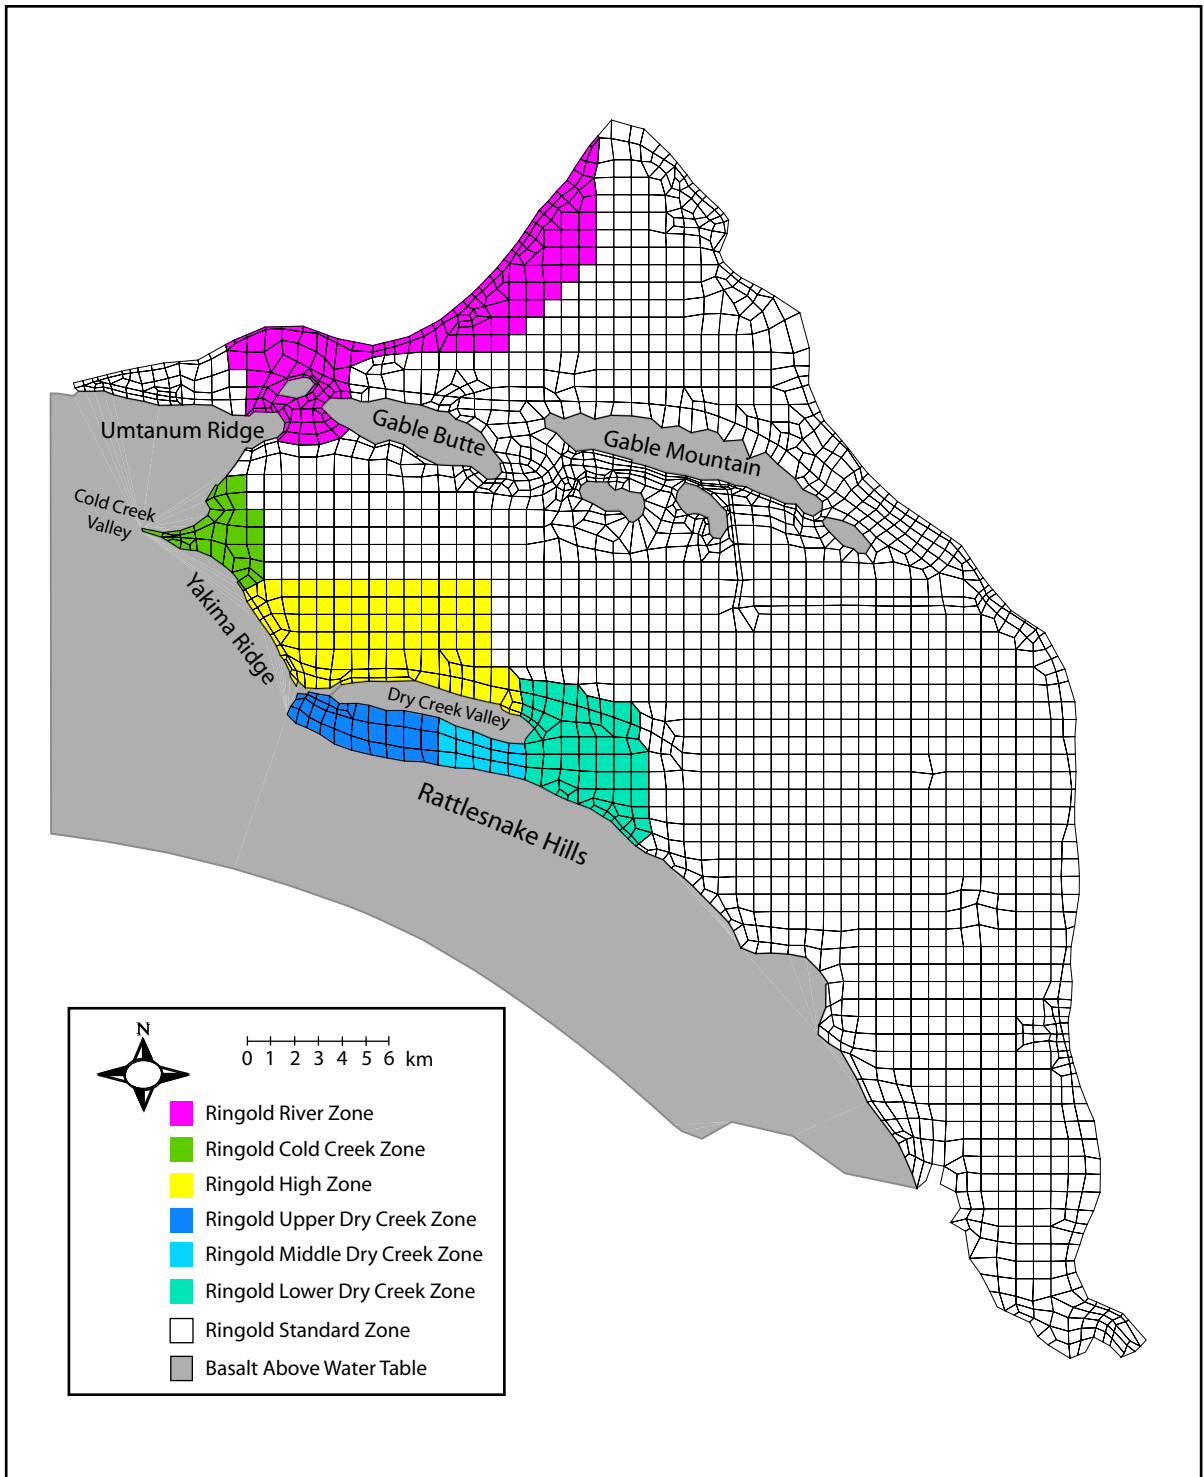 Umtanum Ridge
Gable Butte
Gable Mountain
Cold Creek
Valley
Yakima Ridge
Dry Creek Valley
Rattlesnake Hills
N
0 1 2 3 4 5 6 km
Ringold River Zone
Ringold Cold Creek Zone
Ringold High Zone
Ringold Upper Dry Creek Zone
Ringold Middle Dry Creek Zone
Ringold Lower Dry Creek Zone
Ringold Standard Zone
Basalt Above Water Table